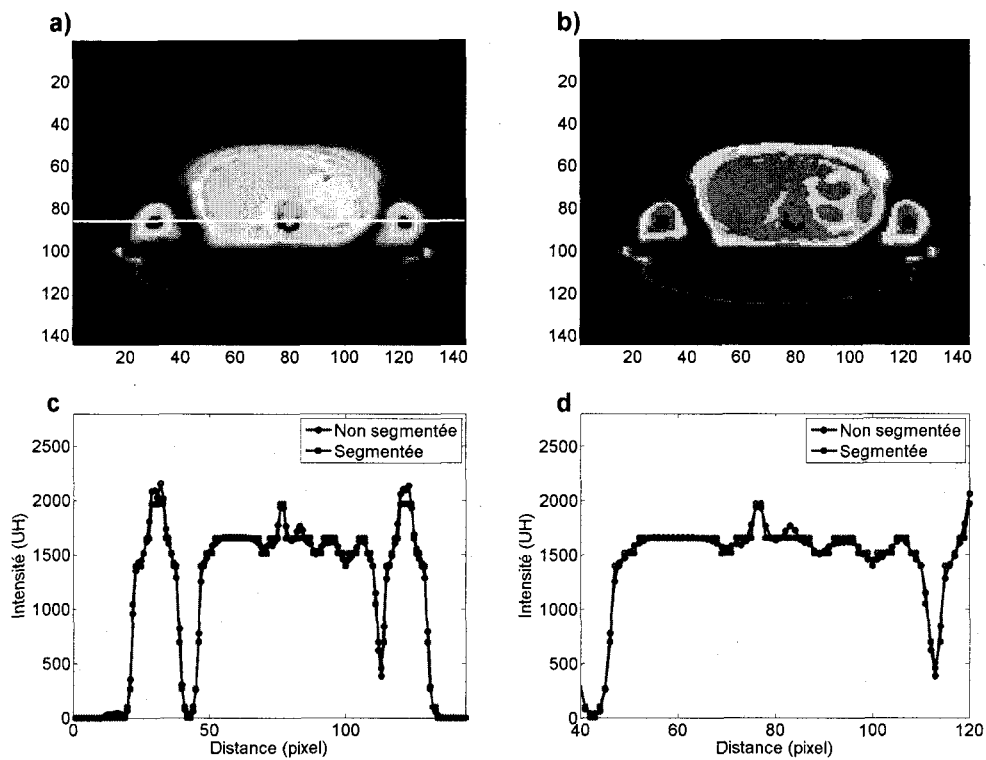 a)
20
40
60
80
100
120
140
20 40 60 80 100 120 140
b)
20
40
60
80
100
120
140
20 40 60 80 100 120 140
c
Non segmentée
Segmentée
Intensité (UH)
2500
2000
1500
1000
500
0
0 50 100
Distance (pixel)
d
Non segmentée
Segmentée
Intensité (UH)
2500
2000
1500
1000
500
0
40 60 80 100 120
Distance (pixel)